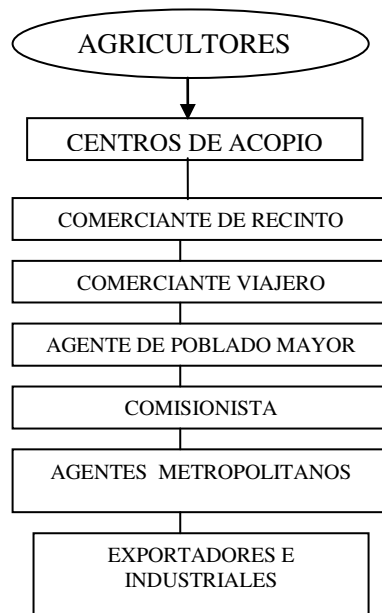 AGRICULTORES
CENTROS DE ACOPIO
COMERCIANTE DE RECINTO
COMERCIANTE VIAJERO
AGENTE DE POBLADO MAYOR
COMISIONISTA
AGENTES METROPOLITANOS
EXPORTADORES E
INDUSTRIALES